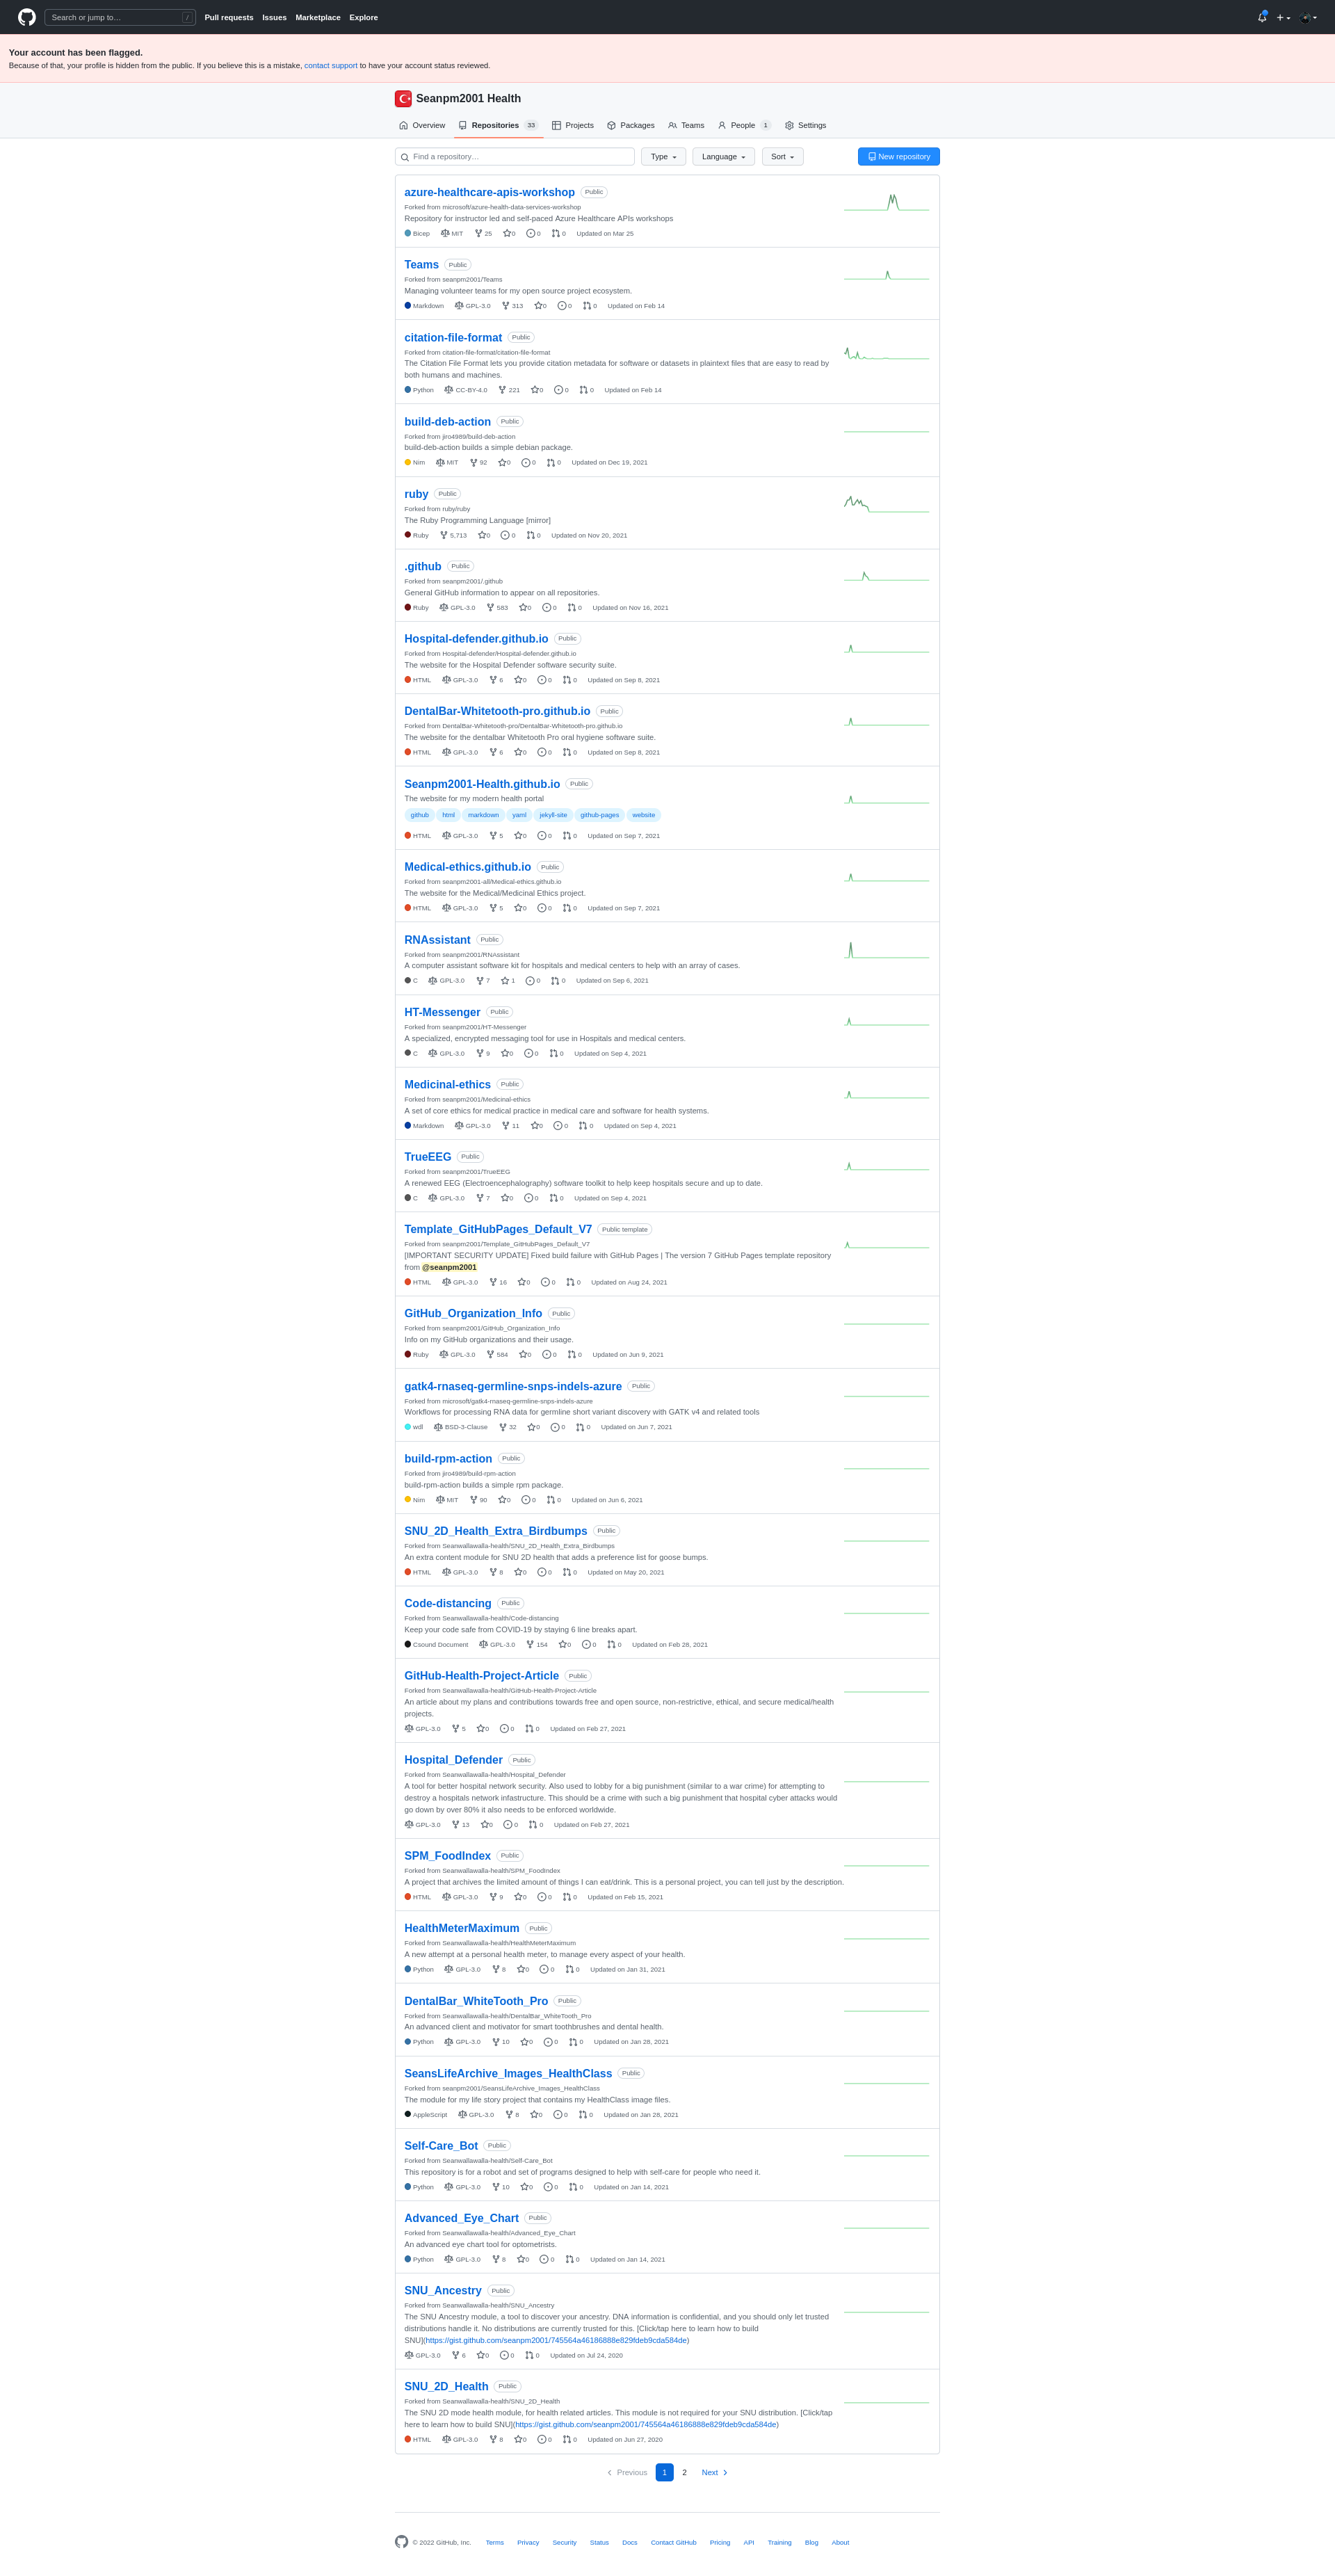 Search or jump to…
/
Pull requests Issues Marketplace Explore
Your account has been flagged.
Because of that, your profile is hidden from the public. If you believe this is a mistake, contact support to have your account status reviewed.
Seanpm2001 Health
Overview Repositories 33 Projects Packages Teams People 1 Settings
Find a repository… Type Language Sort New repository
azure-healthcare-apis-workshop Public
Forked from microsoft/azure-health-data-services-workshop
Repository for instructor led and self-paced Azure Healthcare APIs workshops
Bicep MIT 25 0 0 0 Updated on Mar 25
Teams Public
Forked from seanpm2001/Teams
Managing volunteer teams for my open source project ecosystem.
Markdown GPL-3.0 313 0 0 0 Updated on Feb 14
citation-file-format Public
Forked from citation-file-format/citation-file-format
The Citation File Format lets you provide citation metadata for software or datasets in plaintext files that are easy to read by
both humans and machines.
Python CC-BY-4.0 221 0 0 0 Updated on Feb 14
build-deb-action Public
Forked from jiro4989/build-deb-action
build-deb-action builds a simple debian package.
Nim MIT 92 0 0 0 Updated on Dec 19, 2021
ruby Public
Forked from ruby/ruby
The Ruby Programming Language [mirror]
Ruby 5,713 0 0 0 Updated on Nov 20, 2021
.github Public
Forked from seanpm2001/.github
General GitHub information to appear on all repositories.
Ruby GPL-3.0 583 0 0 0 Updated on Nov 16, 2021
Hospital-defender.github.io Public
Forked from Hospital-defender/Hospital-defender.github.io
The website for the Hospital Defender software security suite.
HTML GPL-3.0 6 0 0 0 Updated on Sep 8, 2021
DentalBar-Whitetooth-pro.github.io Public
Forked from DentalBar-Whitetooth-pro/DentalBar-Whitetooth-pro.github.io
The website for the dentalbar Whitetooth Pro oral hygiene software suite.
HTML GPL-3.0 6 0 0 0 Updated on Sep 8, 2021
Seanpm2001-Health.github.io Public
The website for my modern health portal
github html markdown yaml jekyll-site github-pages website
HTML GPL-3.0 5 0 0 0 Updated on Sep 7, 2021
Medical-ethics.github.io Public
Forked from seanpm2001-all/Medical-ethics.github.io
The website for the Medical/Medicinal Ethics project.
HTML GPL-3.0 5 0 0 0 Updated on Sep 7, 2021
RNAssistant Public
Forked from seanpm2001/RNAssistant
A computer assistant software kit for hospitals and medical centers to help with an array of cases.
C GPL-3.0 7 1 0 0 Updated on Sep 6, 2021
HT-Messenger Public
Forked from seanpm2001/HT-Messenger
A specialized, encrypted messaging tool for use in Hospitals and medical centers.
C GPL-3.0 9 0 0 0 Updated on Sep 4, 2021
Medicinal-ethics Public
Forked from seanpm2001/Medicinal-ethics
A set of core ethics for medical practice in medical care and software for health systems.
Markdown GPL-3.0 11 0 0 0 Updated on Sep 4, 2021
TrueEEG Public
Forked from seanpm2001/TrueEEG
A renewed EEG (Electroencephalography) software toolkit to help keep hospitals secure and up to date.
C GPL-3.0 7 0 0 0 Updated on Sep 4, 2021
Template_GitHubPages_Default_V7 Public template
Forked from seanpm2001/Template_GitHubPages_Default_V7
[IMPORTANT SECURITY UPDATE] Fixed build failure with GitHub Pages | The version 7 GitHub Pages template repository
from @seanpm2001
HTML GPL-3.0 16 0 0 0 Updated on Aug 24, 2021
GitHub_Organization_Info Public
Forked from seanpm2001/GitHub_Organization_Info
Info on my GitHub organizations and their usage.
Ruby GPL-3.0 584 0 0 0 Updated on Jun 9, 2021
gatk4-rnaseq-germline-snps-indels-azure Public
Forked from microsoft/gatk4-rnaseq-germline-snps-indels-azure
Workflows for processing RNA data for germline short variant discovery with GATK v4 and related tools
wdl BSD-3-Clause 32 0 0 0 Updated on Jun 7, 2021
build-rpm-action Public
Forked from jiro4989/build-rpm-action
build-rpm-action builds a simple rpm package.
Nim MIT 90 0 0 0 Updated on Jun 6, 2021
SNU_2D_Health_Extra_Birdbumps Public
Forked from Seanwallawalla-health/SNU_2D_Health_Extra_Birdbumps
An extra content module for SNU 2D health that adds a preference list for goose bumps.
HTML GPL-3.0 8 0 0 0 Updated on May 20, 2021
Code-distancing Public
Forked from Seanwallawalla-health/Code-distancing
Keep your code safe from COVID-19 by staying 6 line breaks apart.
Csound Document GPL-3.0 154 0 0 0 Updated on Feb 28, 2021
GitHub-Health-Project-Article Public
Forked from Seanwallawalla-health/GitHub-Health-Project-Article
An article about my plans and contributions towards free and open source, non-restrictive, ethical, and secure medical/health
projects.
GPL-3.0 5 0 0 0 Updated on Feb 27, 2021
Hospital_Defender Public
Forked from Seanwallawalla-health/Hospital_Defender
A tool for better hospital network security. Also used to lobby for a big punishment (similar to a war crime) for attempting to
destroy a hospitals network infastructure. This should be a crime with such a big punishment that hospital cyber attacks would
go down by over 80% it also needs to be enforced worldwide.
GPL-3.0 13 0 0 0 Updated on Feb 27, 2021
SPM_FoodIndex Public
Forked from Seanwallawalla-health/SPM_FoodIndex
A project that archives the limited amount of things I can eat/drink. This is a personal project, you can tell just by the description.
HTML GPL-3.0 9 0 0 0 Updated on Feb 15, 2021
HealthMeterMaximum Public
Forked from Seanwallawalla-health/HealthMeterMaximum
A new attempt at a personal health meter, to manage every aspect of your health.
Python GPL-3.0 8 0 0 0 Updated on Jan 31, 2021
DentalBar_WhiteTooth_Pro Public
Forked from Seanwallawalla-health/DentalBar_WhiteTooth_Pro
An advanced client and motivator for smart toothbrushes and dental health.
Python GPL-3.0 10 0 0 0 Updated on Jan 28, 2021
SeansLifeArchive_Images_HealthClass Public
Forked from seanpm2001/SeansLifeArchive_Images_HealthClass
The module for my life story project that contains my HealthClass image files.
AppleScript GPL-3.0 8 0 0 0 Updated on Jan 28, 2021
Self-Care_Bot Public
Forked from Seanwallawalla-health/Self-Care_Bot
This repository is for a robot and set of programs designed to help with self-care for people who need it.
Python GPL-3.0 10 0 0 0 Updated on Jan 14, 2021
Advanced_Eye_Chart Public
Forked from Seanwallawalla-health/Advanced_Eye_Chart
An advanced eye chart tool for optometrists.
Python GPL-3.0 8 0 0 0 Updated on Jan 14, 2021
SNU_Ancestry Public
Forked from Seanwallawalla-health/SNU_Ancestry
The SNU Ancestry module, a tool to discover your ancestry. DNA information is confidential, and you should only let trusted
distributions handle it. No distributions are currently trusted for this. [Click/tap here to learn how to build
SNU](https://gist.github.com/seanpm2001/745564a46186888e829fdeb9cda584de)
GPL-3.0 6 0 0 0 Updated on Jul 24, 2020
SNU_2D_Health Public
Forked from Seanwallawalla-health/SNU_2D_Health
The SNU 2D mode health module, for health related articles. This module is not required for your SNU distribution. [Click/tap
here to learn how to build SNU](https://gist.github.com/seanpm2001/745564a46186888e829fdeb9cda584de)
HTML GPL-3.0 8 0 0 0 Updated on Jun 27, 2020
Previous 1 2 Next
© 2022 GitHub, Inc. Terms Privacy Security Status Docs Contact GitHub Pricing API Training Blog About